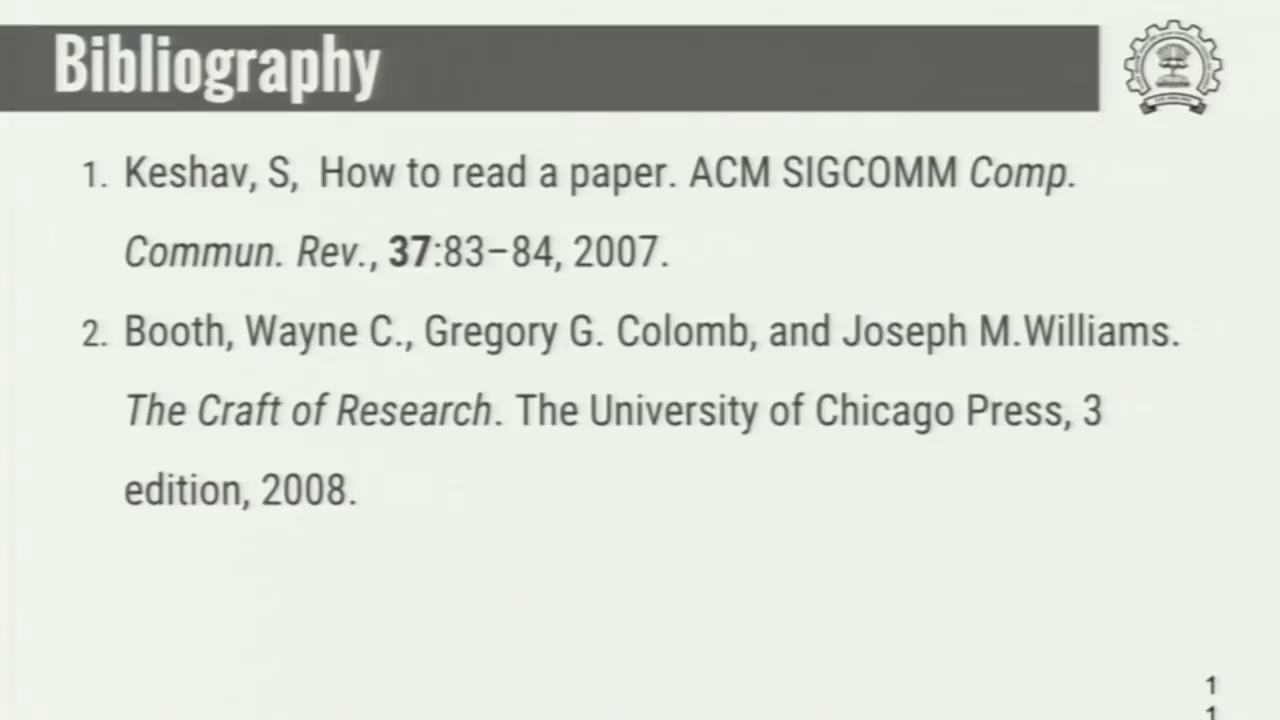 Bibliography
1. Keshav, S, How to read a paper. ACM SIGCOMM Comp.
Commun. Rev., 37:83–84, 2007.
2. Booth, Wayne C., Gregory G. Colomb, and Joseph M.Williams.
The Craft of Research. The University of Chicago Press, 3
edition, 2008.
1
1